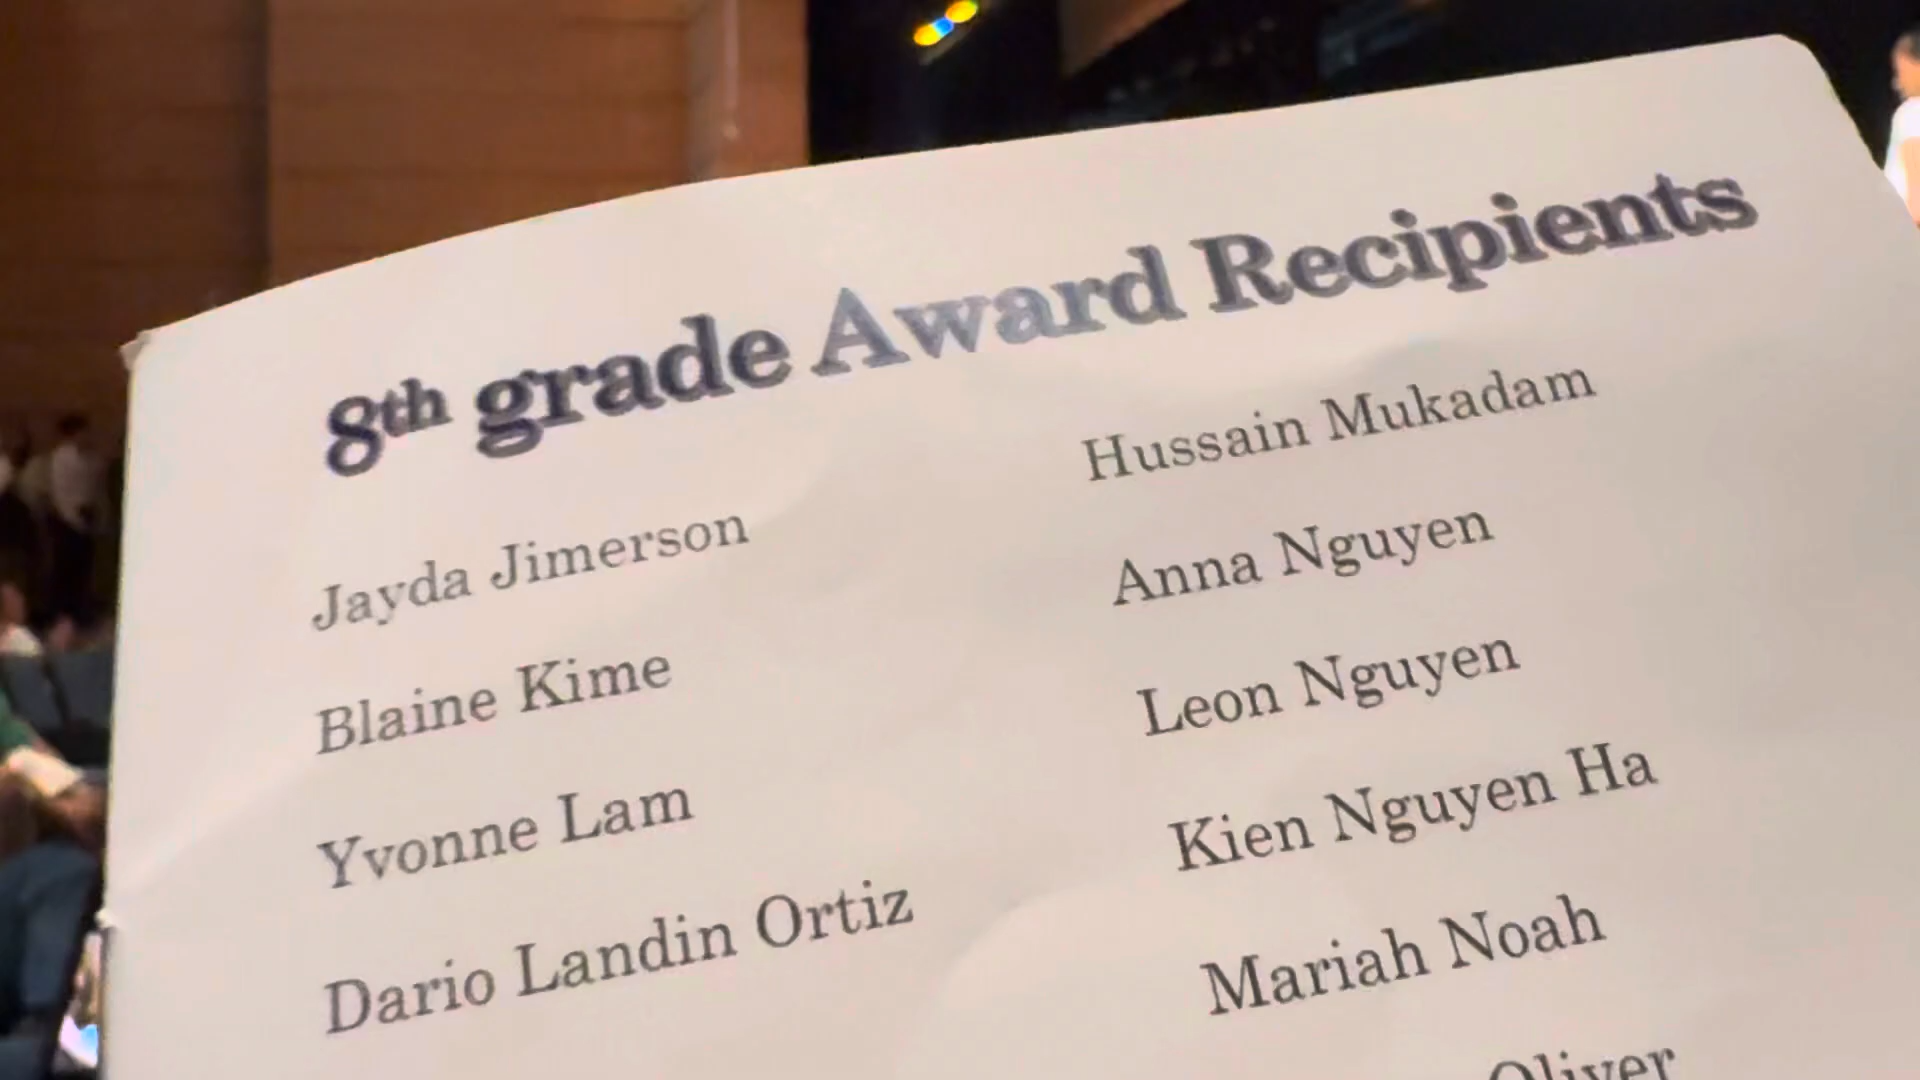 8th grade Award Recipients
Jayda Jimerson
Blaine Kime
Yvonne Lam
Dario Landin Ortiz
Hussain Mukadam
Anna Nguyen
Leon Nguyen
Kien Nguyen Ha
Mariah Noah
Oliver